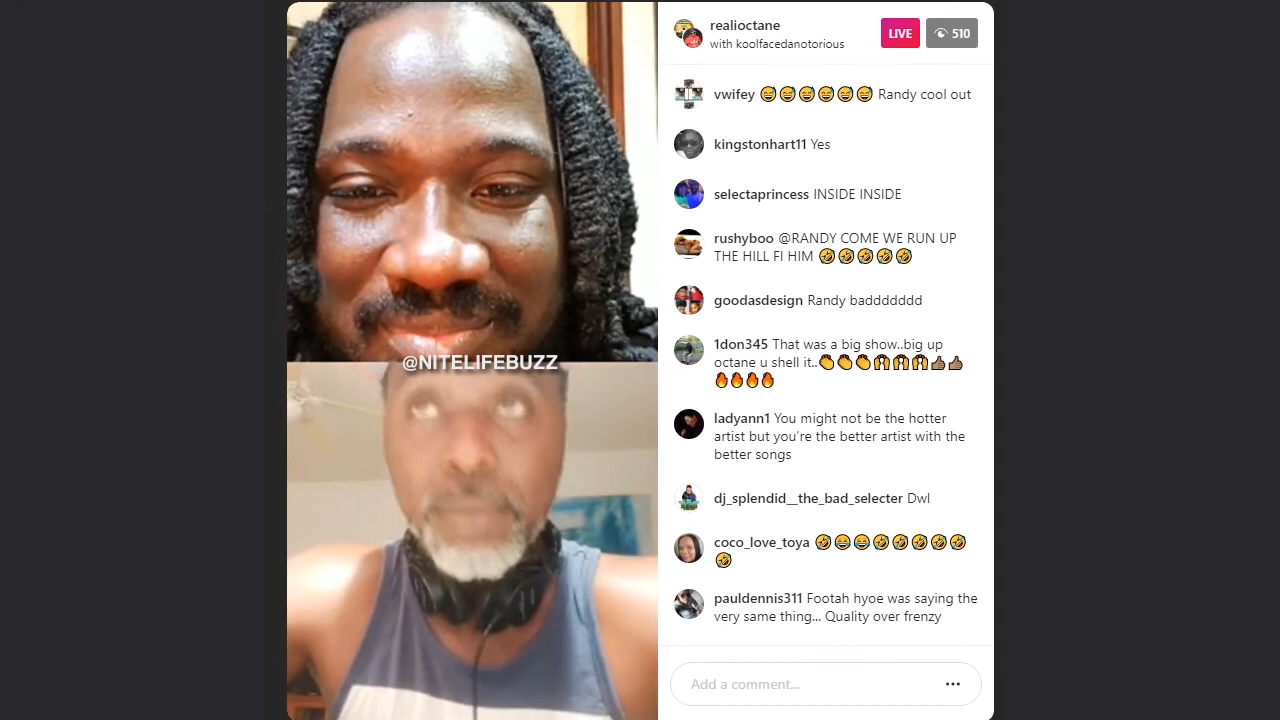 realioctane
with koolfacedanotorious
LIVE
510
vwifey 😅😅😅😅😅😅 Randy cool out
kingstonhart11 Yes
selectaprincess INSIDE INSIDE
rushyboo @RANDY COME WE RUN UP
THE HILL FI HIM 🤣🤣🤣🤣🤣
goodasdesign Randy baddddddd
1don345 That was a big show..big up
octane u shell it..👏🏽👏🏽👏🏽🙌🏽🙌🏽🙌🏽👍🏽👍🏽
🔥🔥🔥🔥
@NITELIFEBUZZ
ladyann1 You might not be the hotter
artist but you’re the better artist with the
better songs
dj_splendid__the_bad_selecter Dwl
coco_love_toya 🤣😂😂🤣🤣🤣🤣🤣
🤣
pauldennis311 Footah hyoe was saying the
very same thing... Quality over frenzy
Add a comment...